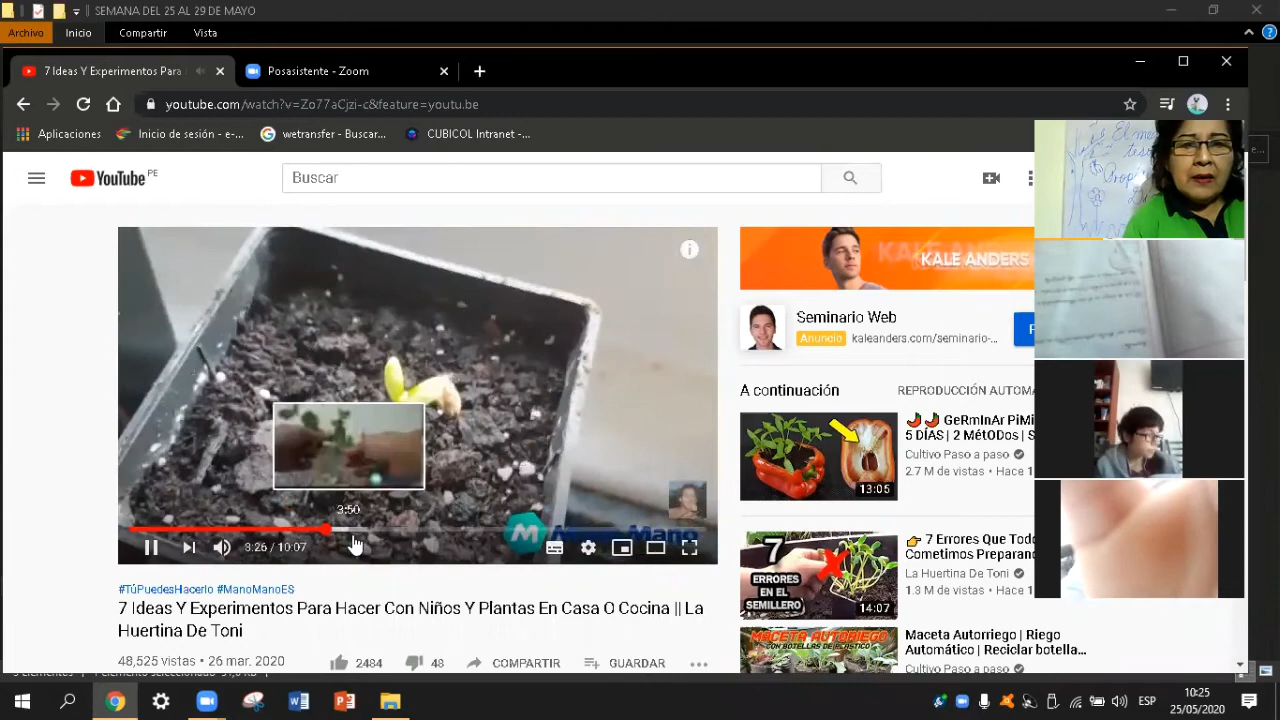 SEMANA DEL 25 AL 29 DE MAYO
Archivo Inicio Compartir Vista
7 Ideas Y Experimentos Para
Posasistente - Zoom
youtube.com/watch?v=Zo77aCjzi-c&feature=youtu.be
Aplicaciones Inicio de sesión - e-... wetransfer - Buscar... CUBICOL Intranet -...
e...
YouTube PE
Buscar
El me
KALE ANDERS
Seminario Web
Anuncio kaleanders.com/seminario-...
A continuación REPRODUCCIÓN AUTOMÁ
GeRmInAr PiMi
5 DÍAS | 2 MétODos | S
Cultivo Paso a paso
2.7 M de vistas • Hace 1
13:05
7 Errores Que Todo
Cometimos Preparand
La Huertina De Toni
1.3 M de vistas • Hace 1
7
ERRORES
EN EL
SEMILLERO
14:07
MACETA AUTORIEGO
CON BOTELLAS DE PLÁSTICO
Maceta Autorriego | Riego
Automático | Reciclar botella...
Cultivo Paso a paso
3:50
3:26 / 10:07
#TúPuedesHacerlo #ManoManoES
7 Ideas Y Experimentos Para Hacer Con Niños Y Plantas En Casa O Cocina || La
Huertina De Toni
48,525 vistas • 26 mar. 2020
2484 48 COMPARTIR GUARDAR
ESP
10:25
25/05/2020